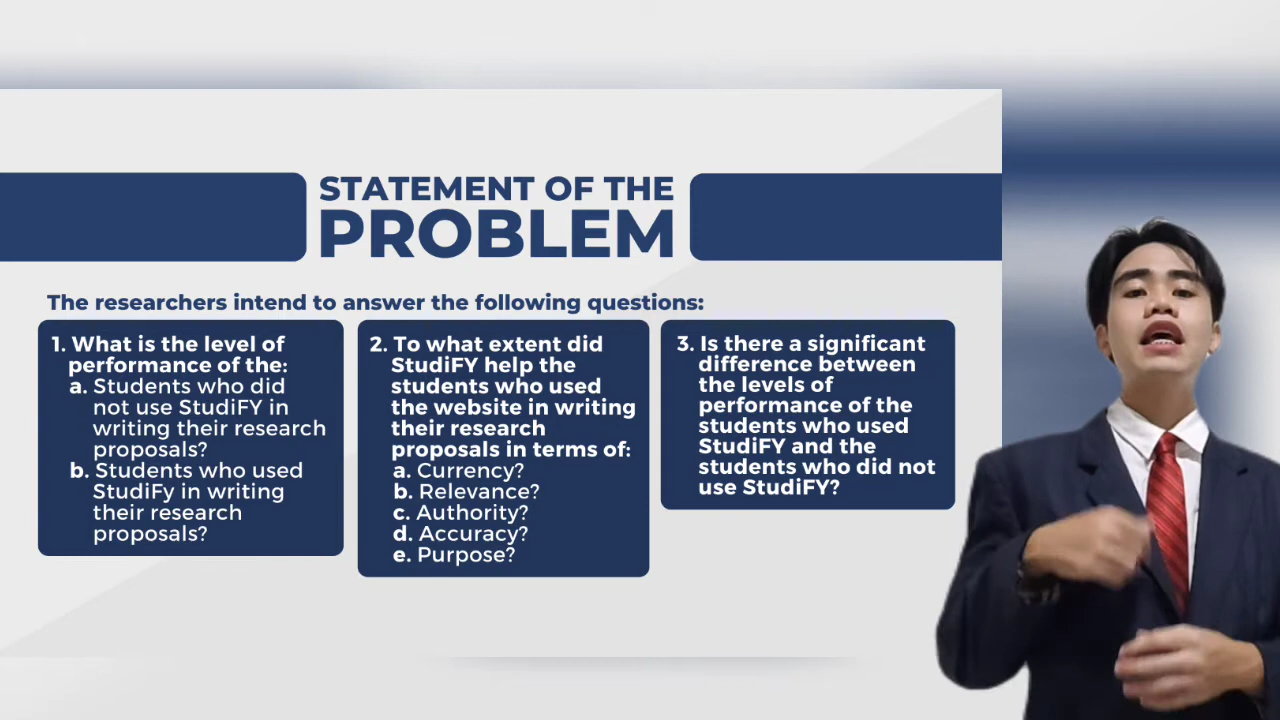 STATEMENT OF THE
PROBLEM
The researchers intend to answer the following questions:
1. What is the level of
performance of the:
a. Students who did
not use StudiFY in
writing their research
proposals?
b. Students who used
StudiFy in writing
their research
proposals?
2. To what extent did
StudiFY help the
students who used
the website in writing
their research
proposals in terms of:
a. Currency?
b. Relevance?
c. Authority?
d. Accuracy?
e. Purpose?
3. Is there a significant
difference between
the levels of
performance of the
students who used
StudiFY and the
students who did not
use StudiFY?